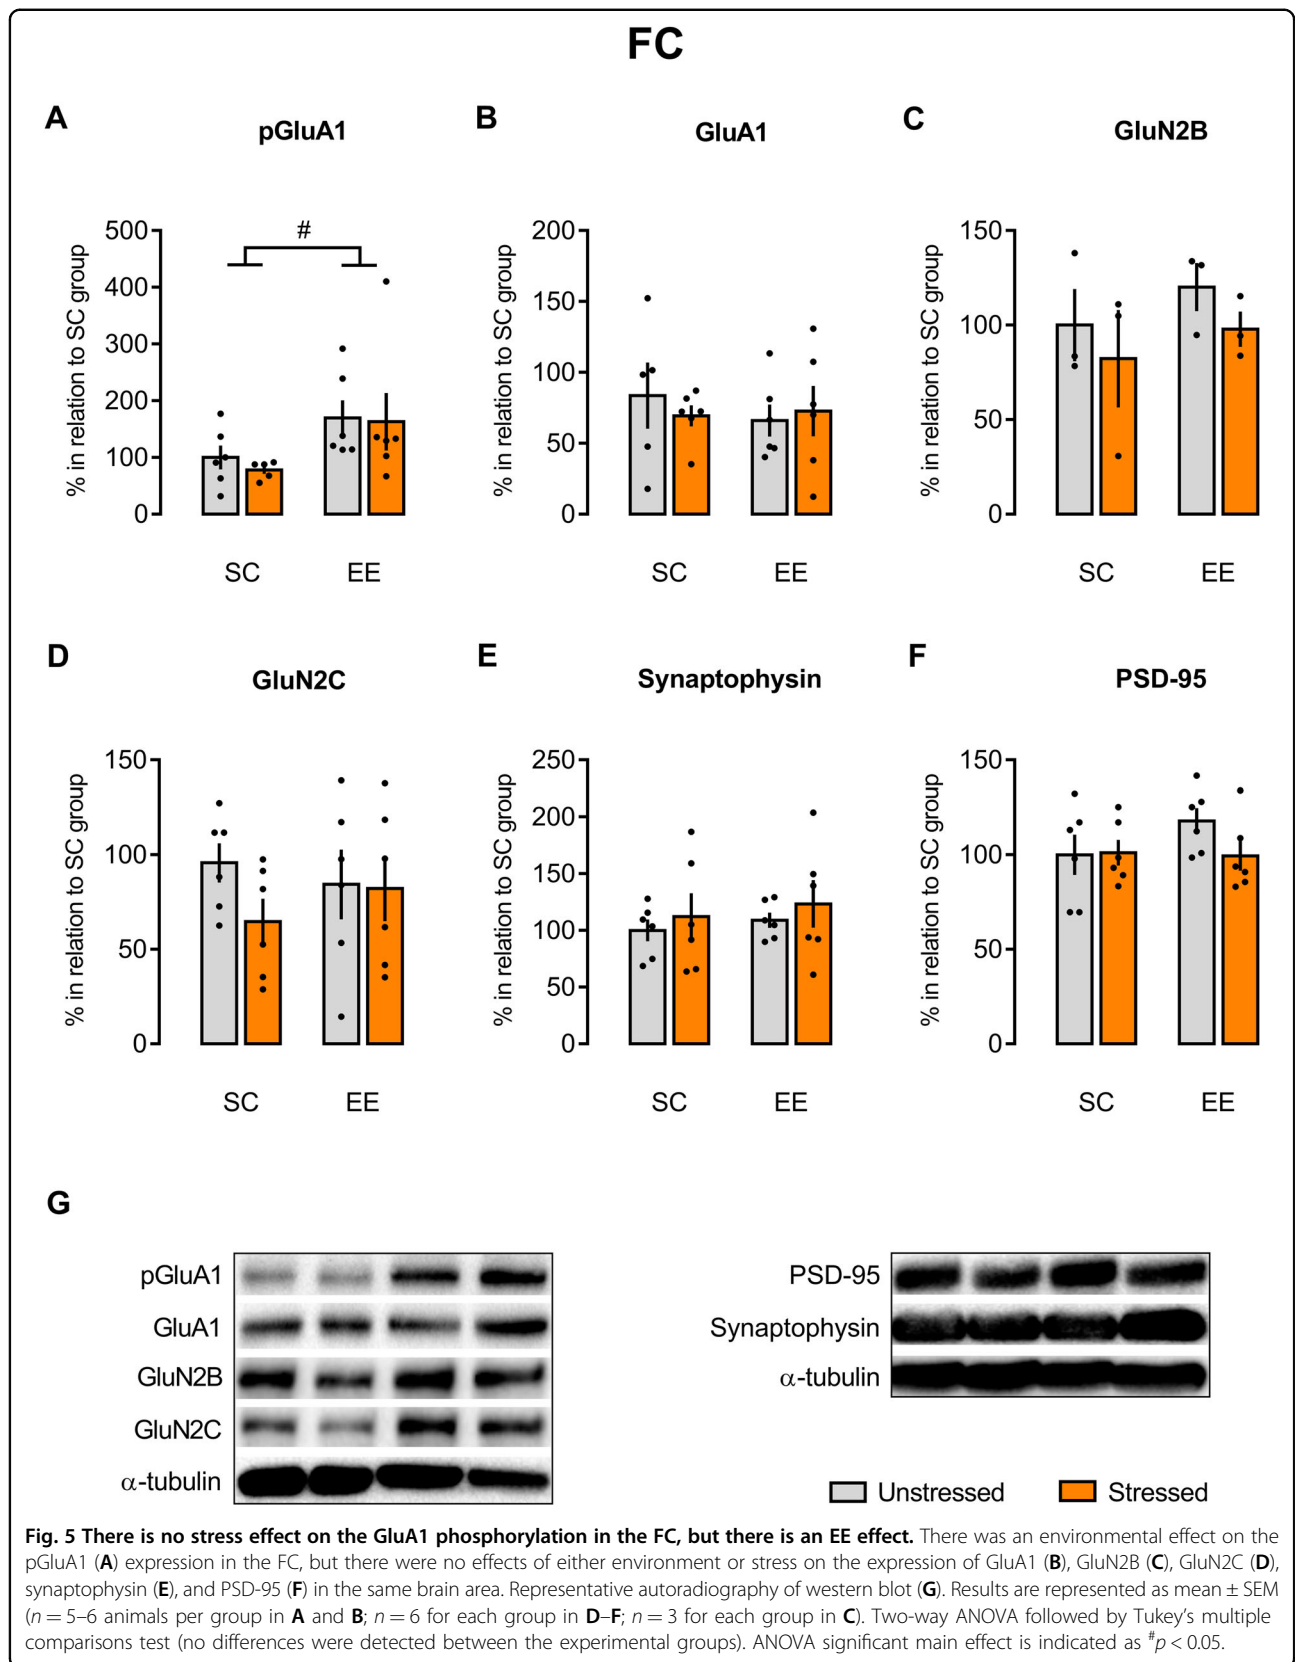 FC
A
pGluA1
% in relation to SC group
500
400
300
200
100
0
#
SC
EE
B
GluA1
% in relation to SC group
200
150
100
50
0
SC
EE
C
GluN2B
% in relation to SC group
150
100
50
0
SC
EE
D
GluN2C
% in relation to SC group
150
100
50
0
SC
EE
E
Synaptophysin
% in relation to SC group
250
200
150
100
50
0
SC
EE
F
PSD-95
% in relation to SC group
150
100
50
0
SC
EE
G
pGluA1
GluA1
GluN2B
GluN2C
α-tubulin
PSD-95
Synaptophysin
α-tubulin
Unstressed
Stressed
Fig. 5 There is no stress effect on the GluA1 phosphorylation in the FC, but there is an EE effect. There was an environmental effect on the
pGluA1 (A) expression in the FC, but there were no effects of either environment or stress on the expression of GluA1 (B), GluN2B (C), GluN2C (D),
synaptophysin (E), and PSD-95 (F) in the same brain area. Representative autoradiography of western blot (G). Results are represented as mean ± SEM
(n = 5–6 animals per group in A and B; n = 6 for each group in D–F; n = 3 for each group in C). Two-way ANOVA followed by Tukey's multiple
comparisons test (no differences were detected between the experimental groups). ANOVA significant main effect is indicated as #p < 0.05.